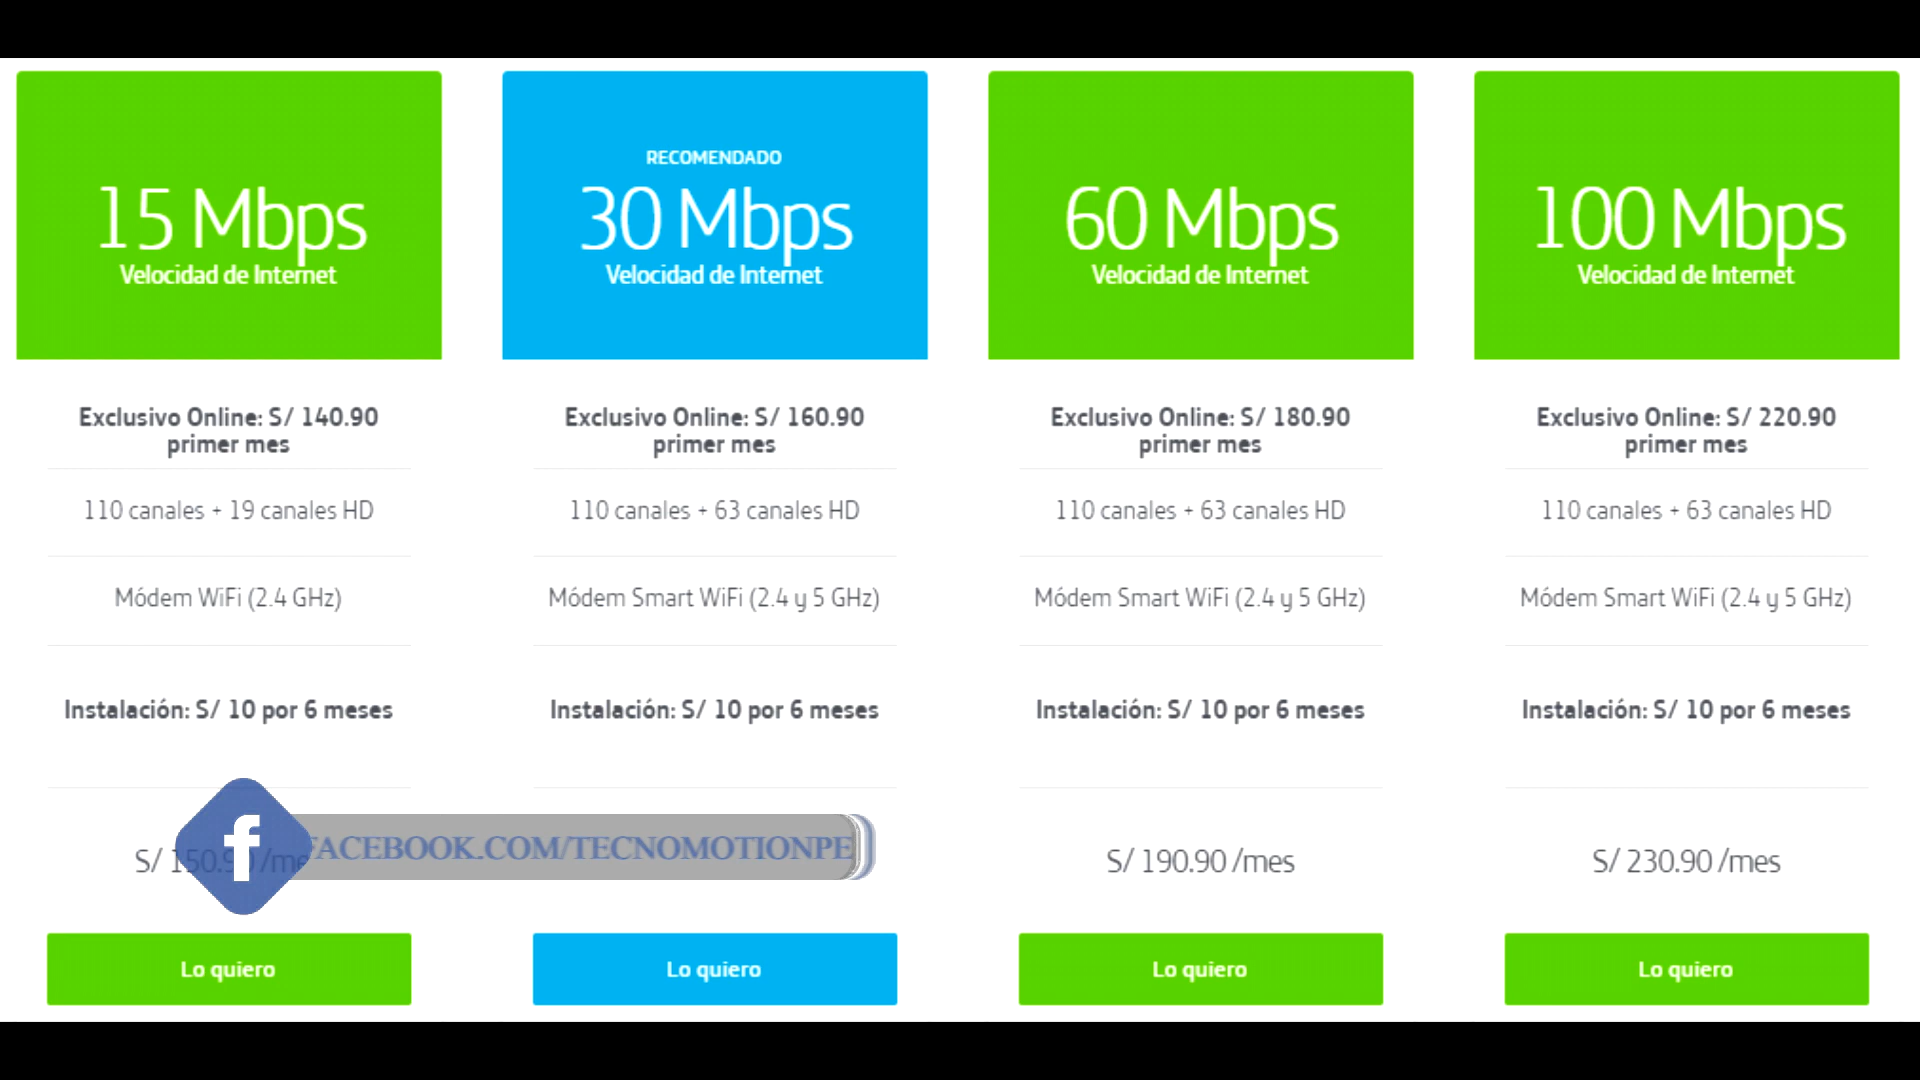 15 Mbps
Velocidad de Internet
Exclusivo Online: S/ 140.90
primer mes
110 canales + 19 canales HD
Módem WiFi (2.4 GHz)
Instalación: S/ 10 por 6 meses
S/ 150.90 /mes
Lo quiero
RECOMENDADO
30 Mbps
Velocidad de Internet
Exclusivo Online: S/ 160.90
primer mes
110 canales + 63 canales HD
Módem Smart WiFi (2.4 y 5 GHz)
Instalación: S/ 10 por 6 meses
Lo quiero
60 Mbps
Velocidad de Internet
Exclusivo Online: S/ 180.90
primer mes
110 canales + 63 canales HD
Módem Smart WiFi (2.4 y 5 GHz)
Instalación: S/ 10 por 6 meses
S/ 190.90 /mes
Lo quiero
100 Mbps
Velocidad de Internet
Exclusivo Online: S/ 220.90
primer mes
110 canales + 63 canales HD
Módem Smart WiFi (2.4 y 5 GHz)
Instalación: S/ 10 por 6 meses
S/ 230.90 /mes
Lo quiero
f
FACEBOOK.COM/TECNOMOTIONPE